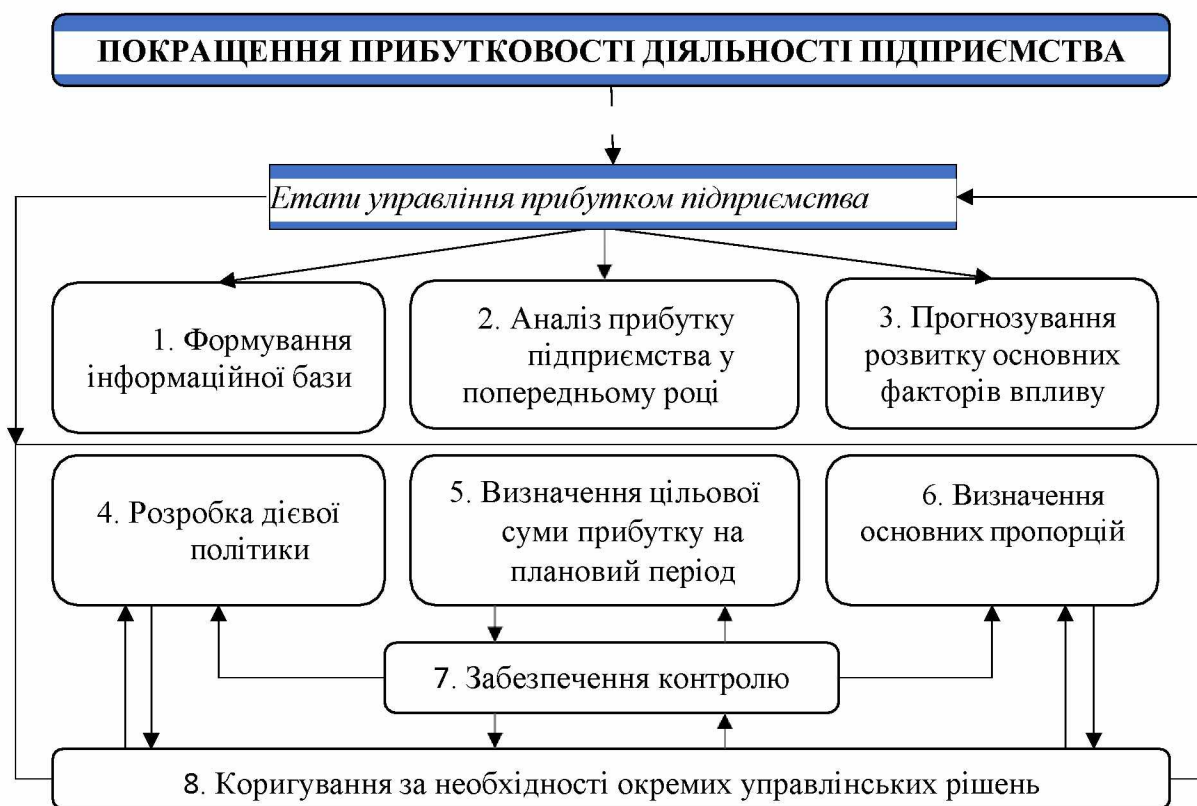 ПОКРАЩЕННЯ ПРИБУТКОВОСТІ ДІЯЛЬНОСТІ ПІДПРИЄМСТВА
Етапи управління прибутком підприємства
1. Формування
інформаційної бази
2. Аналіз прибутку
підприємства у
попередньому році
3. Прогнозування
розвитку основних
факторів впливу
4. Розробка дієвої
політики
5. Визначення цільової
суми прибутку на
плановий період
6. Визначення
основних пропорцій
7. Забезпечення контролю
8. Коригування за необхідності окремих управлінських рішень